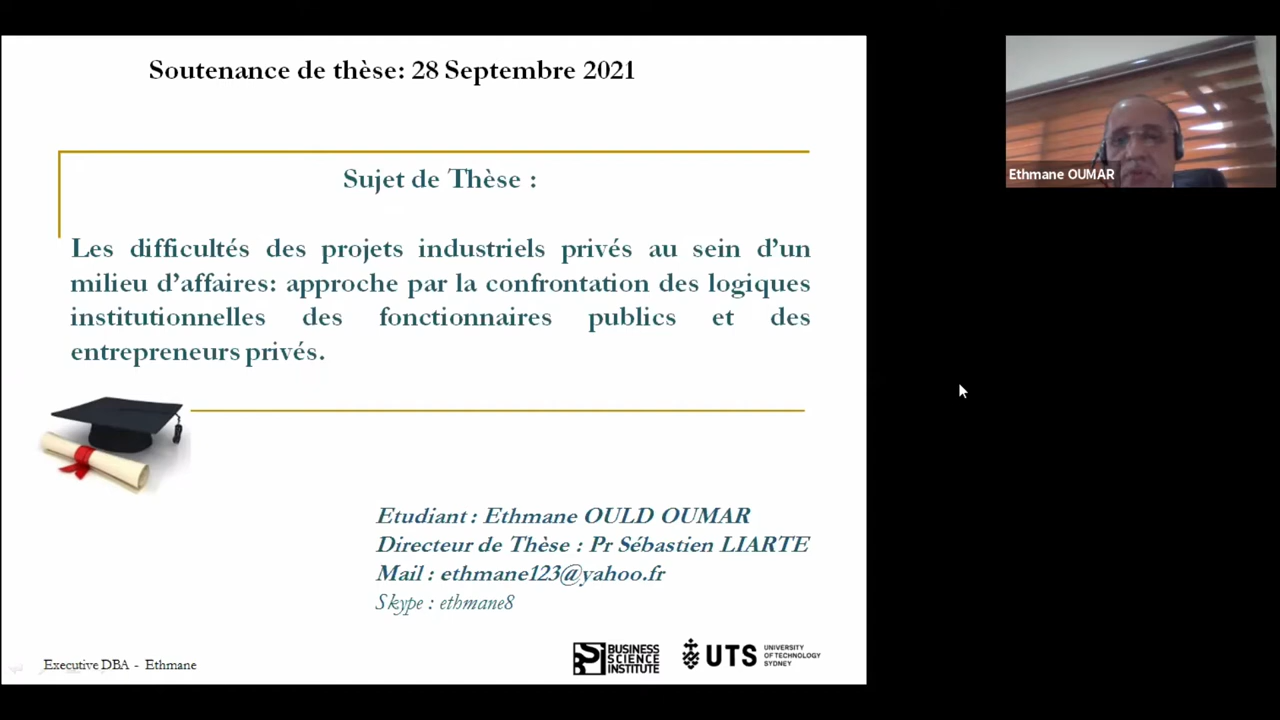 Soutenance de thèse: 28 Septembre 2021
Ethmane OUMAR
Sujet de Thèse :
Les difficultés des projets industriels privés au sein d’un
milieu d’affaires: approche par la confrontation des logiques
institutionnelles des fonctionnaires publics et des
entrepreneurs privés.
Etudiant : Ethmane OULD OUMAR
Directeur de Thèse : Pr Sébastien LIARTE
Mail : ethmane123@yahoo.fr
Skype : ethmane8
Executive DBA - Ethmane
BUSINESS
SCIENCE
INSTITUTE
UTS
UNIVERSITY
OF TECHNOLOGY
SYDNEY